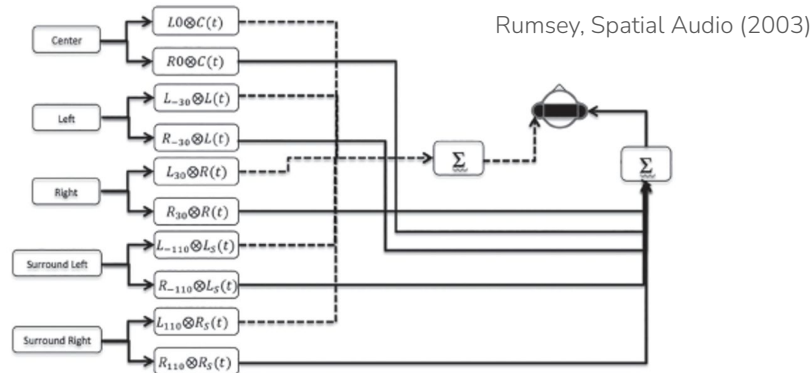 Rumsey, Spatial Audio (2003)
Center
L0⊗C(t)
R0⊗C(t)
Left
L₋₃₀⊗L(t)
R₋₃₀⊗L(t)
Right
L₃₀⊗R(t)
R₃₀⊗R(t)
Surround Left
L₋₁₁₀⊗Lₛ(t)
R₋₁₁₀⊗Lₛ(t)
Surround Right
L₁₁₀⊗Rₛ(t)
R₁₁₀⊗Rₛ(t)
Σ
Σ